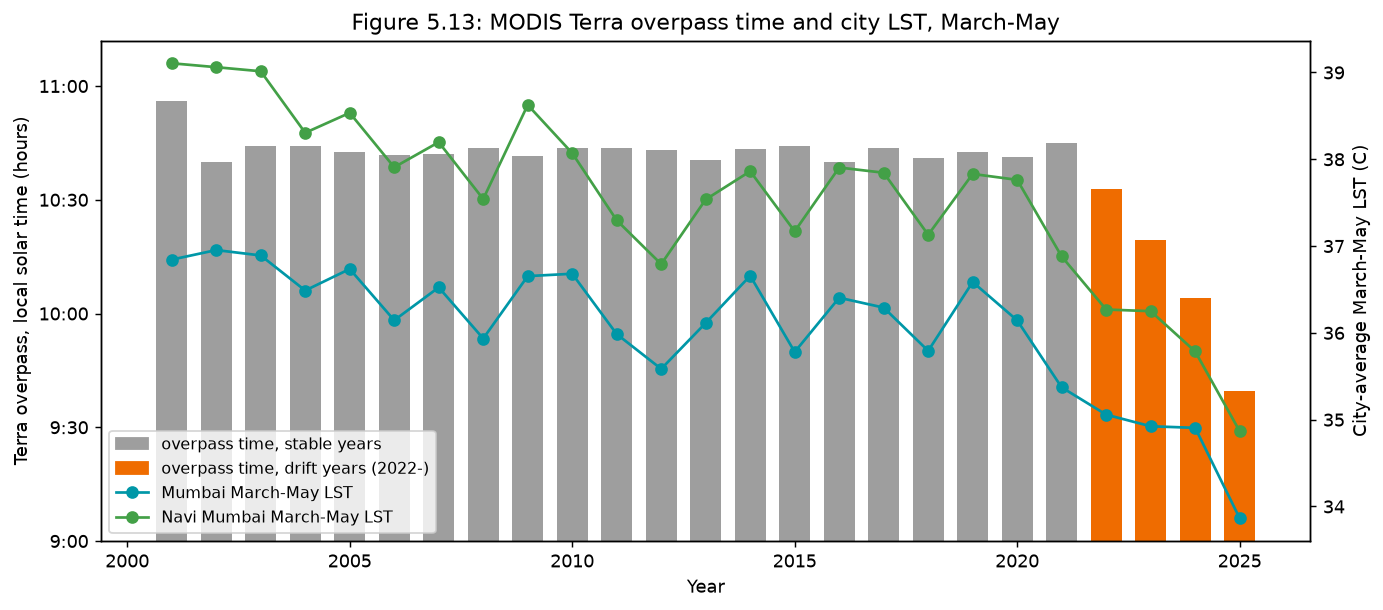 Figure 5.13: MODIS Terra overpass time and city LST, March-May
Terra overpass, local solar time (hours)
11:00
10:30
10:00
9:30
9:00
39
38
37
36
35
34
City-average March-May LST (C)
overpass time, stable years
overpass time, drift years (2022-)
Mumbai March-May LST
Navi Mumbai March-May LST
2000 2005 2010 2015 2020 2025
Year